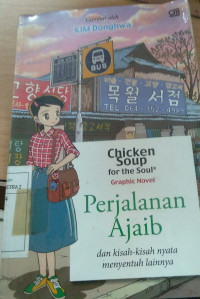 KIM Donghwa
BUS
목월 서점
Chicken
Soup
for the Soul®
Graphic Novel
Perjalanan
Ajaib
dan kisah-kisah nyata
menyentuh lainnya